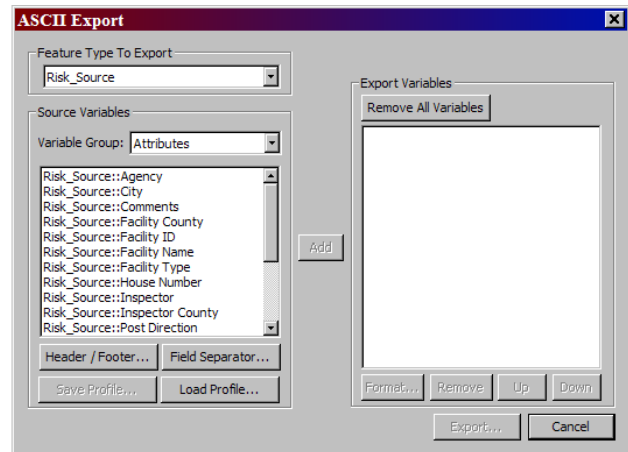 ASCII Export
Feature Type To Export
Risk_Source
Source Variables
Variable Group: Attributes
Risk_Source::Agency
Risk_Source::City
Risk_Source::Comments
Risk_Source::Facility County
Risk_Source::Facility ID
Risk_Source::Facility Name
Risk_Source::Facility Type
Risk_Source::House Number
Risk_Source::Inspector
Risk_Source::Inspector County
Risk_Source::Post Direction
Header / Footer... Field Separator...
Save Profile... Load Profile...
Add
Export Variables
Remove All Variables
Format... Remove Up Down
Export... Cancel